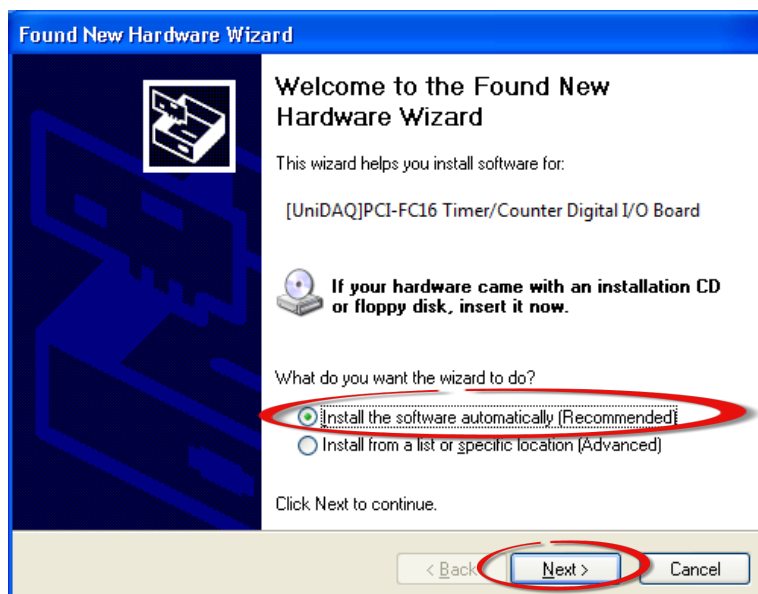 Found New Hardware Wizard
Welcome to the Found New
Hardware Wizard
This wizard helps you install software for:
[UniDAQ]PCI-FC16 Timer/Counter Digital I/O Board
If your hardware came with an installation CD
or floppy disk, insert it now.
What do you want the wizard to do?
Install the software automatically (Recommended)
Install from a list or specific location (Advanced)
Click Next to continue.
< Back
Next >
Cancel